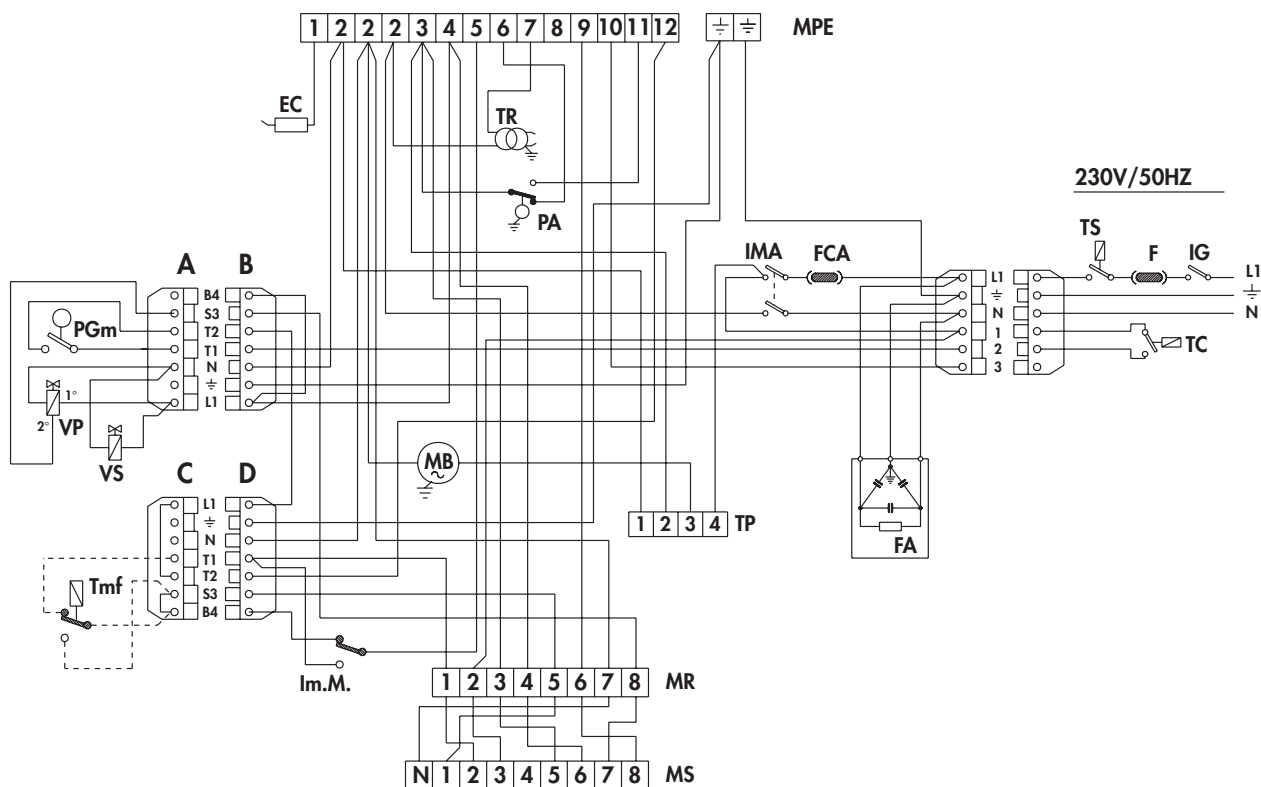 1 2 2 2 3 4 5 6 7 8 9 10 11 12
MPE
EC
TR
PA
230V/50HZ
TS F IG
L1
N
IMA FCA
L1
N
1
2
3
TC
A B
B4
S3
T2
T1
N
L1
PGm
1°
2° VP
VS
MB
C D
L1
N
T1
T2
S3
B4
Tmf
1 2 3 4 TP
FA
Im.M.
1 2 3 4 5 6 7 8 MR
N 1 2 3 4 5 6 7 8 MS